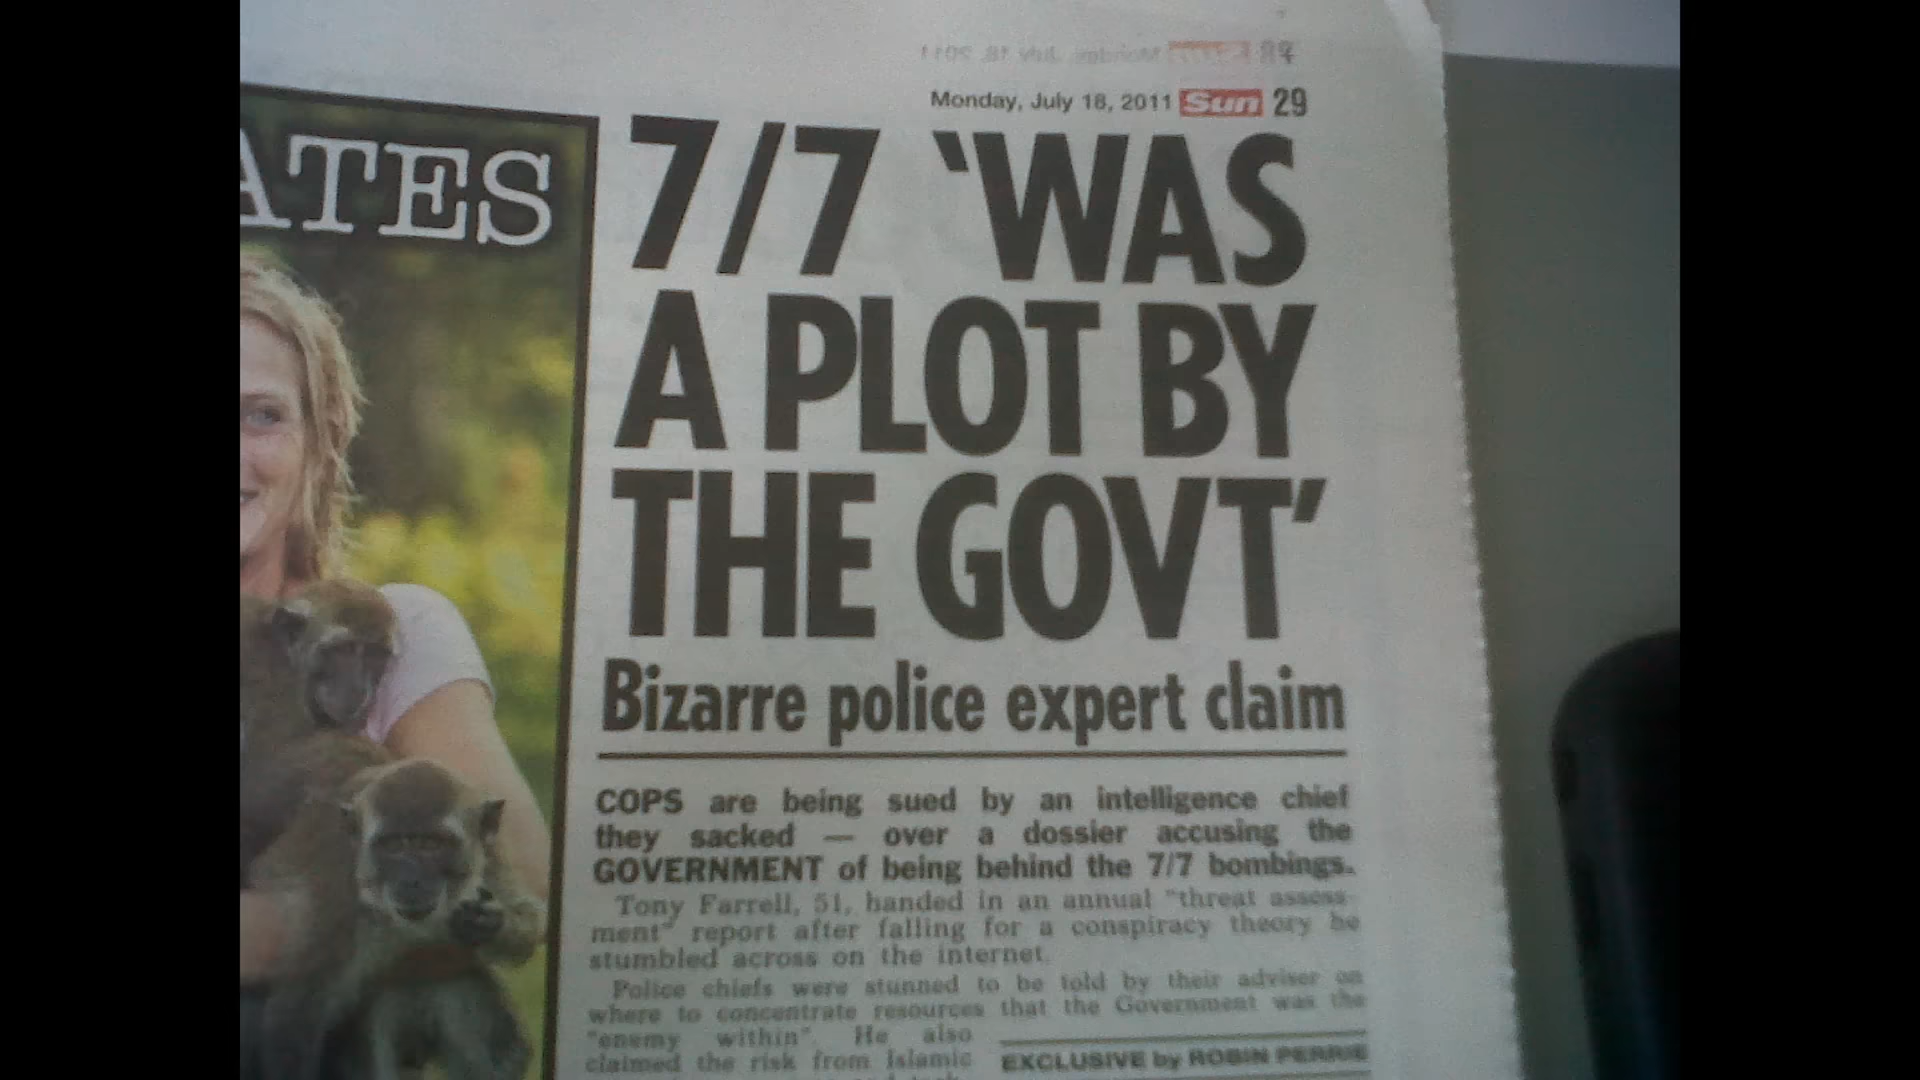 Monday, July 18, 2011 Sun 29
ATES
7/7 ‘WAS
A PLOT BY
THE GOVT’
Bizarre police expert claim
COPS are being sued by an intelligence chief
they sacked — over a dossier accusing the
GOVERNMENT of being behind the 7/7 bombings.
Tony Farrell, 51, handed in an annual "threat assess-
ment" report after falling for a conspiracy theory he
stumbled across on the internet.
Police chiefs were stunned to be told by their adviser on
where to concentrate resources that the Government was the
"enemy within". He also
claimed the risk from Islamic
EXCLUSIVE by ROBIN PERRIE